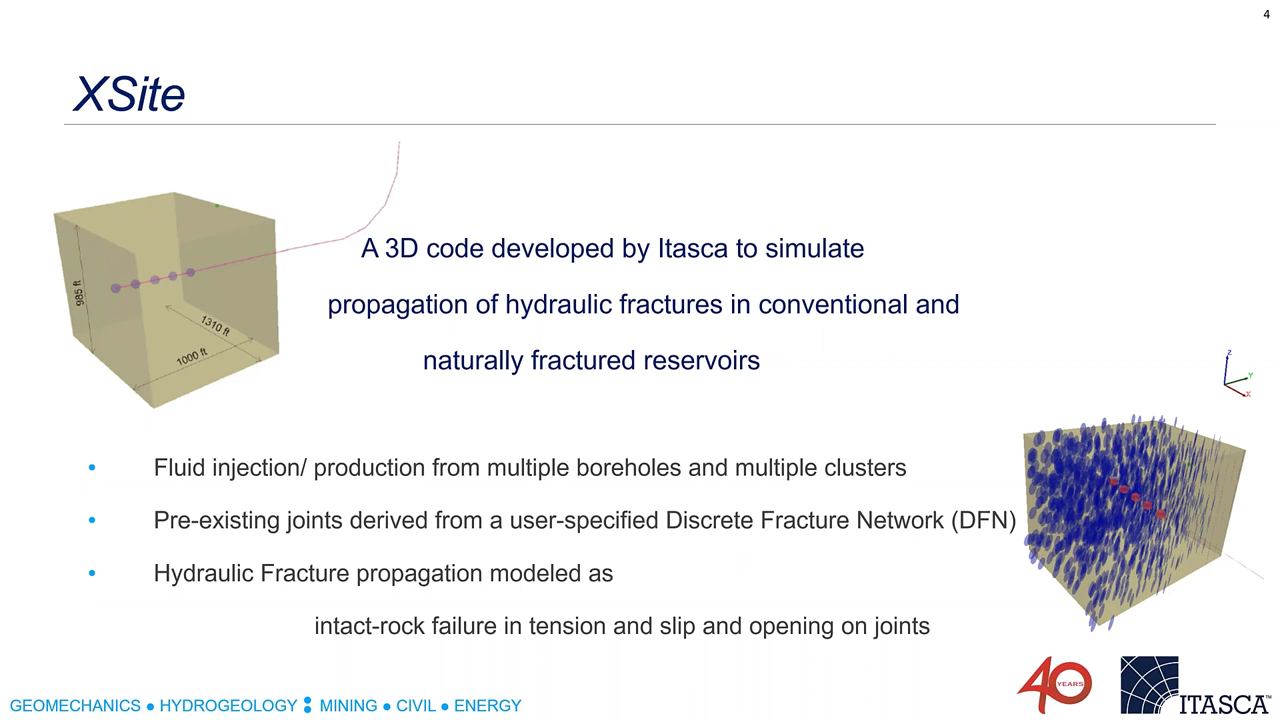 4
XSite
985 ft
1310 ft
1000 ft
A 3D code developed by Itasca to simulate
propagation of hydraulic fractures in conventional and
naturally fractured reservoirs
Z
Y
X
• Fluid injection/ production from multiple boreholes and multiple clusters
• Pre-existing joints derived from a user-specified Discrete Fracture Network (DFN)
• Hydraulic Fracture propagation modeled as
intact-rock failure in tension and slip and opening on joints
40 YEARS
ITASCA™
GEOMECHANICS ● HYDROGEOLOGY : MINING ● CIVIL ● ENERGY